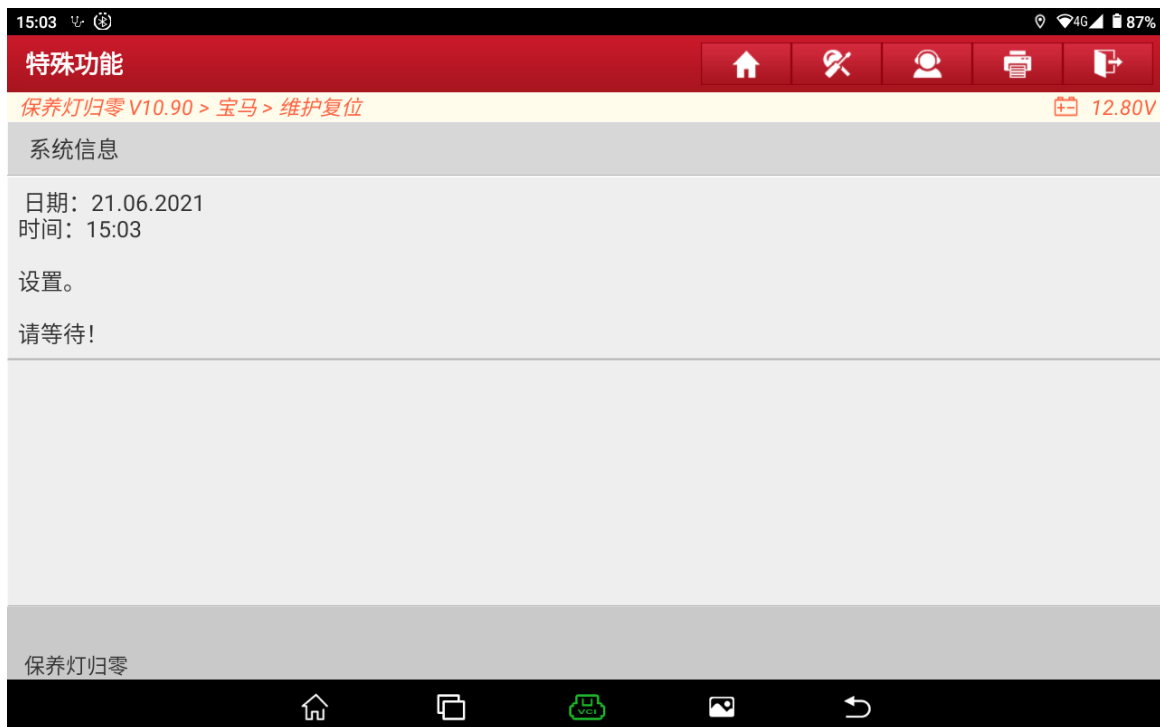 15:03 4G 87%
特殊功能
保养灯归零 V10.90 > 宝马 > 维护复位 12.80V
系统信息
日期：21.06.2021
时间：15:03
设置。
请等待！
保养灯归零
VCI